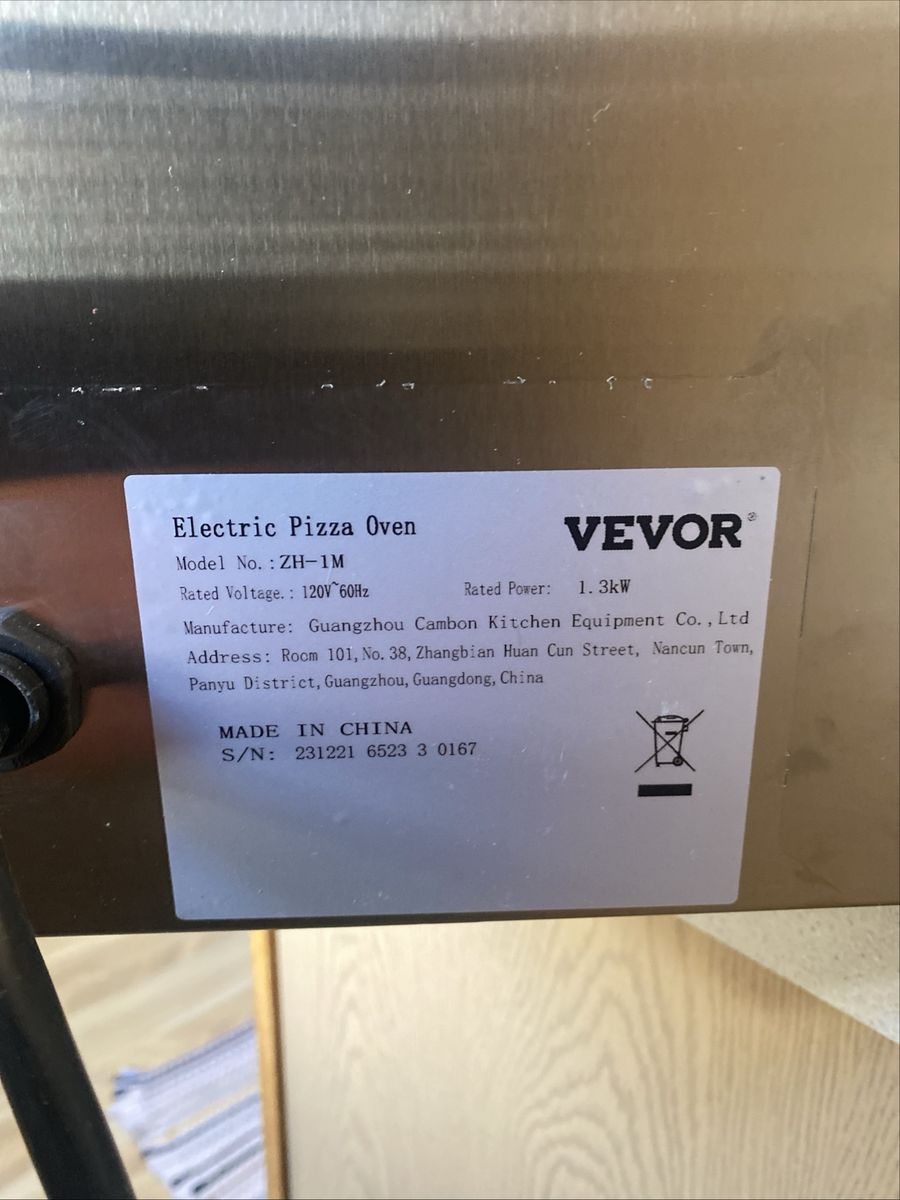 Electric Pizza Oven
VEVOR®
Model No.:ZH-1M
Rated Voltage.: 120V~60Hz Rated Power: 1.3kW
Manufacture: Guangzhou Cambon Kitchen Equipment Co.,Ltd
Address: Room 101,No.38,Zhangbian Huan Cun Street, Nancun Town,
Panyu District,Guangzhou,Guangdong,China
MADE IN CHINA
S/N: 231221 6523 3 0167